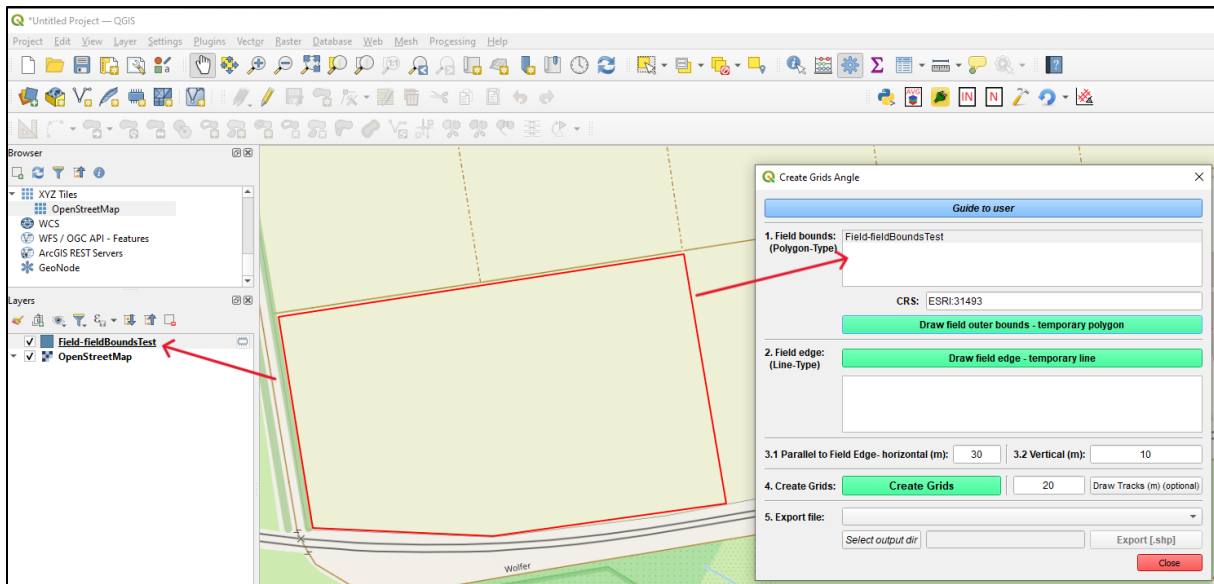 *Untitled Project — QGIS
Project Edit View Layer Settings Plugins Vector Raster Database Web Mesh Processing Help
AVG IN N
Browser
XYZ Tiles
OpenStreetMap
WCS
WFS / OGC API - Features
ArcGIS REST Servers
GeoNode
Layers
Field-fieldBoundsTest
OpenStreetMap
Wolfer
Create Grids Angle
Guide to user
1. Field bounds: Field-fieldBoundsTest
(Polygon-Type)
CRS: ESRI:31493
Draw field outer bounds - temporary polygon
2. Field edge: Draw field edge - temporary line
(Line-Type)
3.1 Parallel to Field Edge- horizontal (m): 30 3.2 Vertical (m): 10
4. Create Grids: Create Grids 20 Draw Tracks (m) (optional)
5. Export file:
Select output dir Export [.shp]
Close